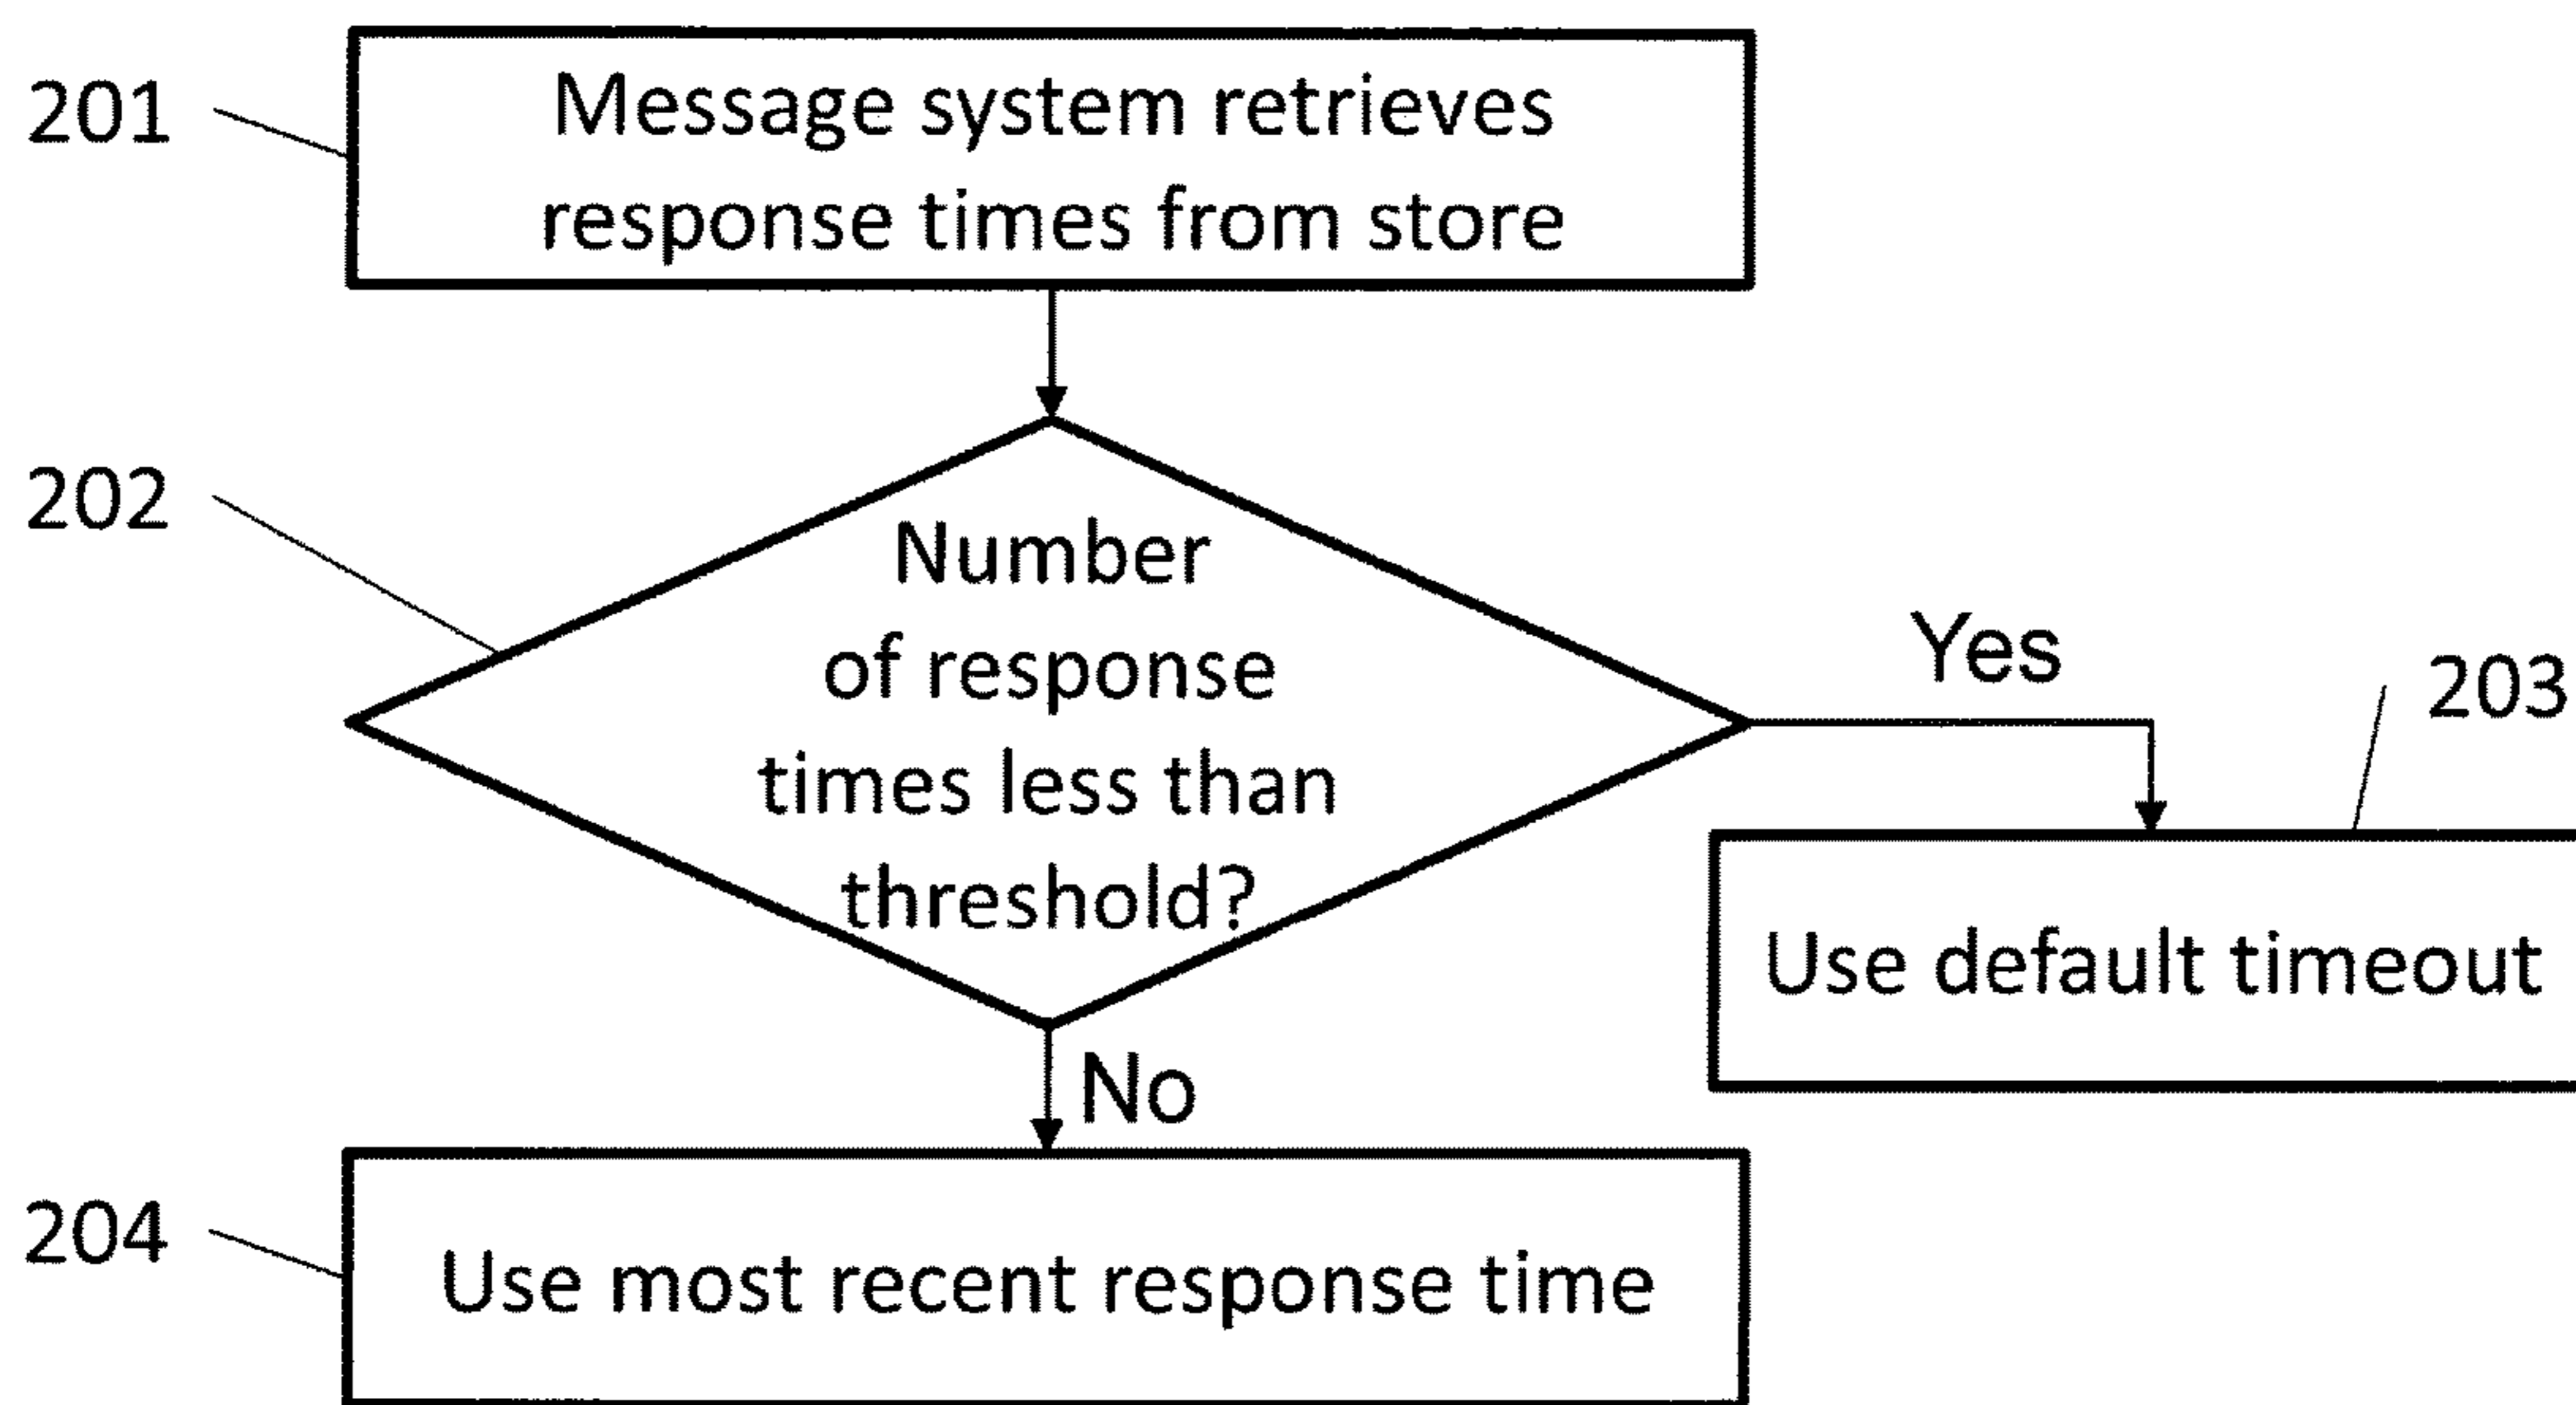 201
Message system retrieves
response times from store
202
Number
of response
times less than
threshold?
Yes
203
Use default timeout
No
204
Use most recent response time